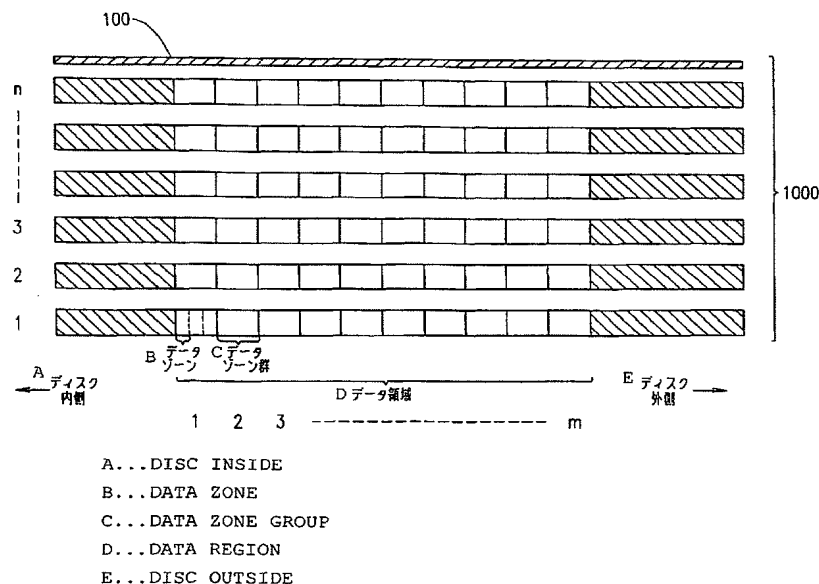 100
n
3
2
1
1000
B データ
ゾーン
C データ
ゾーン群
A ディスク
内側
D データ領域
E ディスク
外側
1 2 3 m
A...DISC INSIDE
B...DATA ZONE
C...DATA ZONE GROUP
D...DATA REGION
E...DISC OUTSIDE